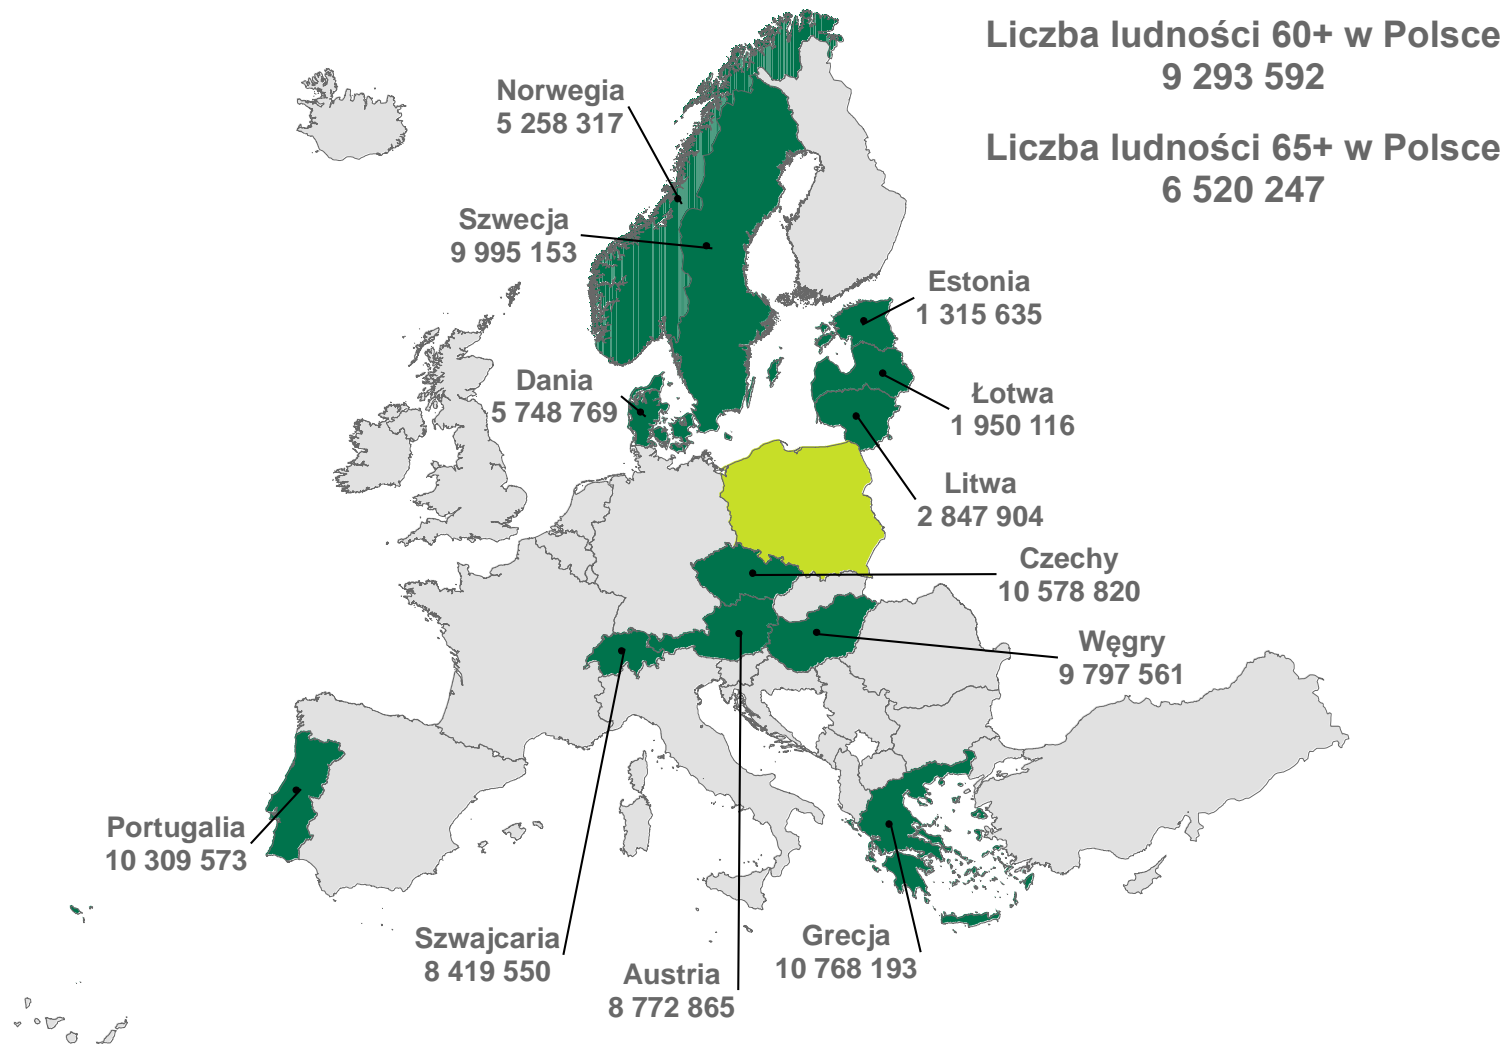 Liczba ludności 60+ w Polsce
9 293 592
Liczba ludności 65+ w Polsce
6 520 247
Norwegia
5 258 317
Szwecja
9 995 153
Estonia
1 315 635
Dania
5 748 769
Łotwa
1 950 116
Litwa
2 847 904
Czechy
10 578 820
Węgry
9 797 561
Portugalia
10 309 573
Szwajcaria
8 419 550
Austria
8 772 865
Grecja
10 768 193